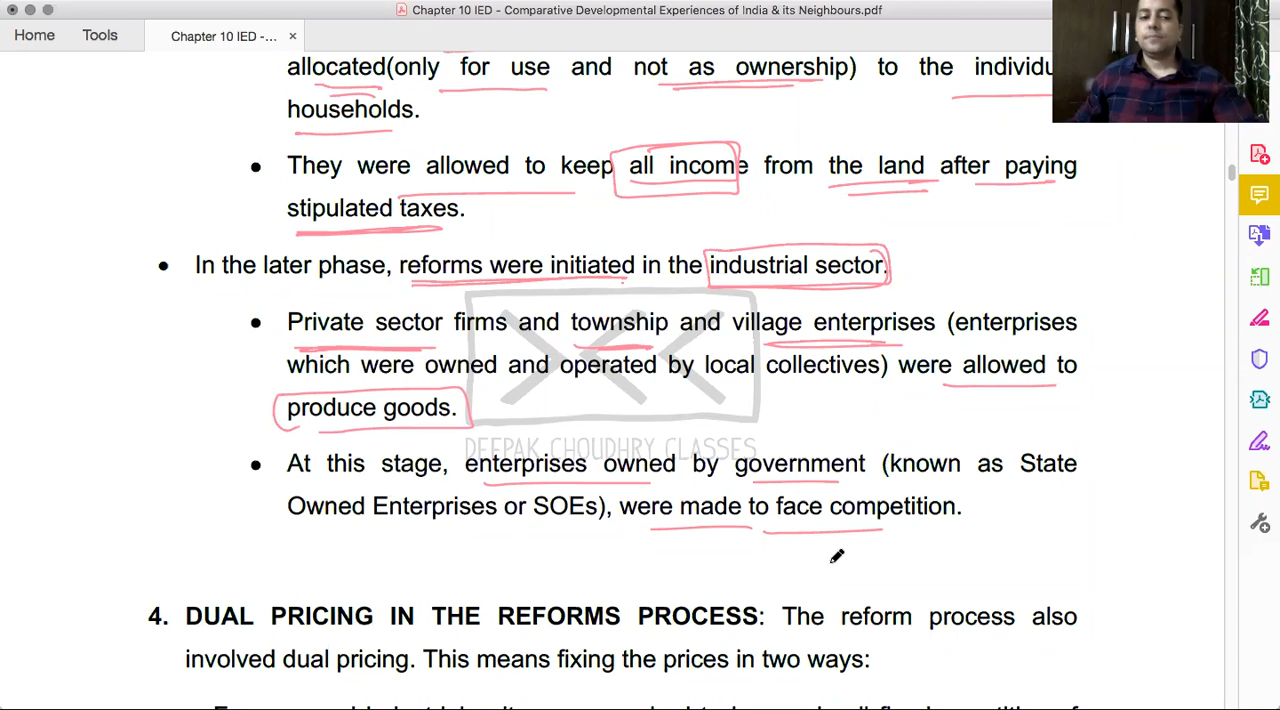 Chapter 10 IED - Comparative Developmental Experiences of India & its Neighbours.pdf
Home Tools Chapter 10 IED -... ×
allocated(only for use and not as ownership) to the
households.
• They were allowed to keep all income from the land after paying
stipulated taxes.
• In the later phase, reforms were initiated in the industrial sector.
• Private sector firms and township and village enterprises (enterprises
which were owned and operated by local collectives) were allowed to
produce goods.
DEEPAK CHOUDHRY CLASSES
• At this stage, enterprises owned by government (known as State
Owned Enterprises or SOEs), were made to face competition.
4. DUAL PRICING IN THE REFORMS PROCESS: The reform process also
involved dual pricing. This means fixing the prices in two ways: